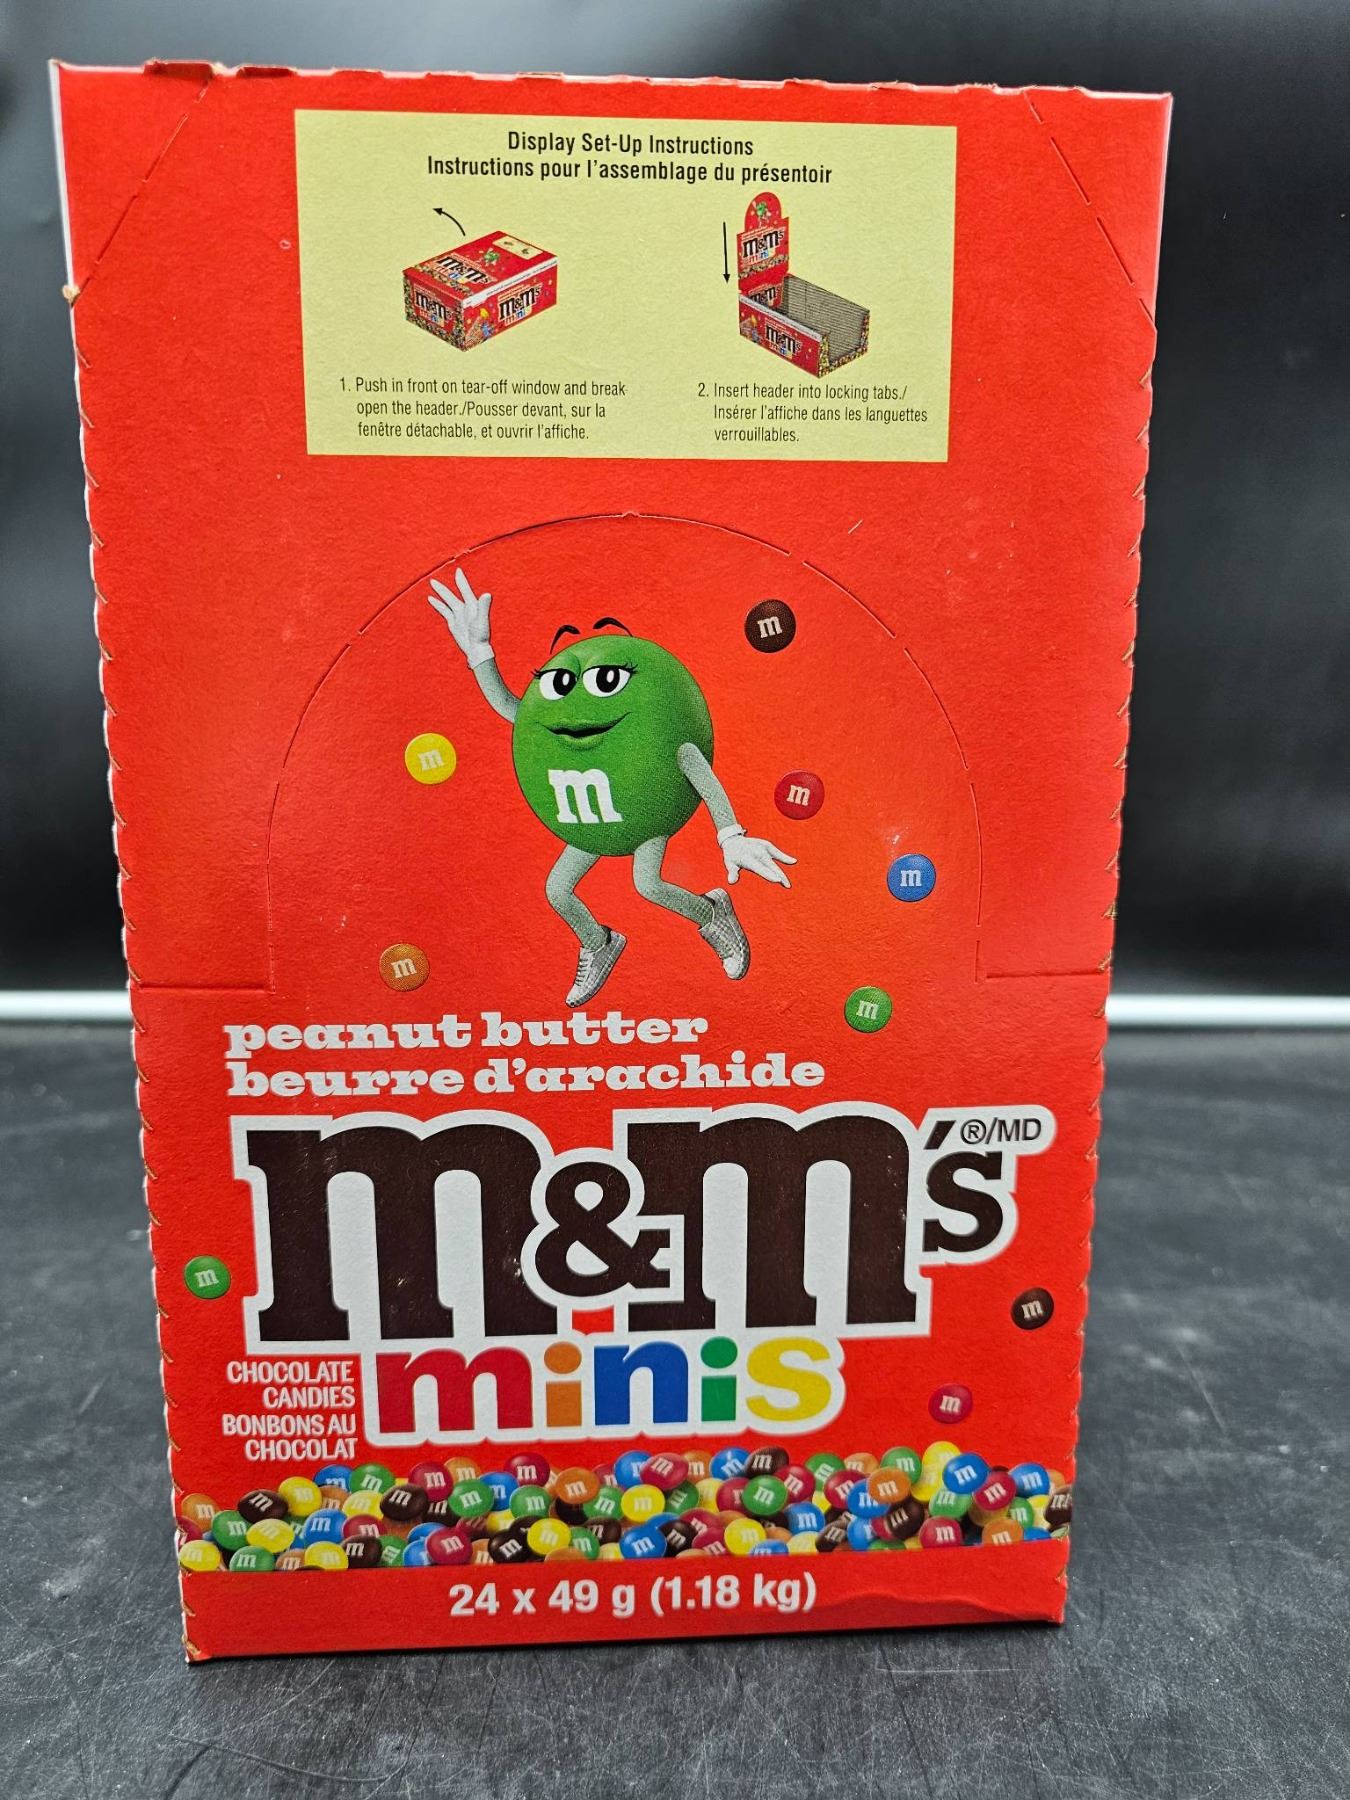 Display Set-Up Instructions
Instructions pour l'assemblage du présentoir
1. Push in front on tear-off window and break-
open the header./Pousser devant, sur la
fenêtre détachable, et ouvrir l'affiche.
2. Insert header into locking tabs./
Insérer l'affiche dans les languettes
verrouillables.
m
peanut butter
beurre d'arachide
m&m's ®/MD
minis
CHOCOLATE
CANDIES
BONBONS AU
CHOCOLAT
24 x 49 g (1.18 kg)